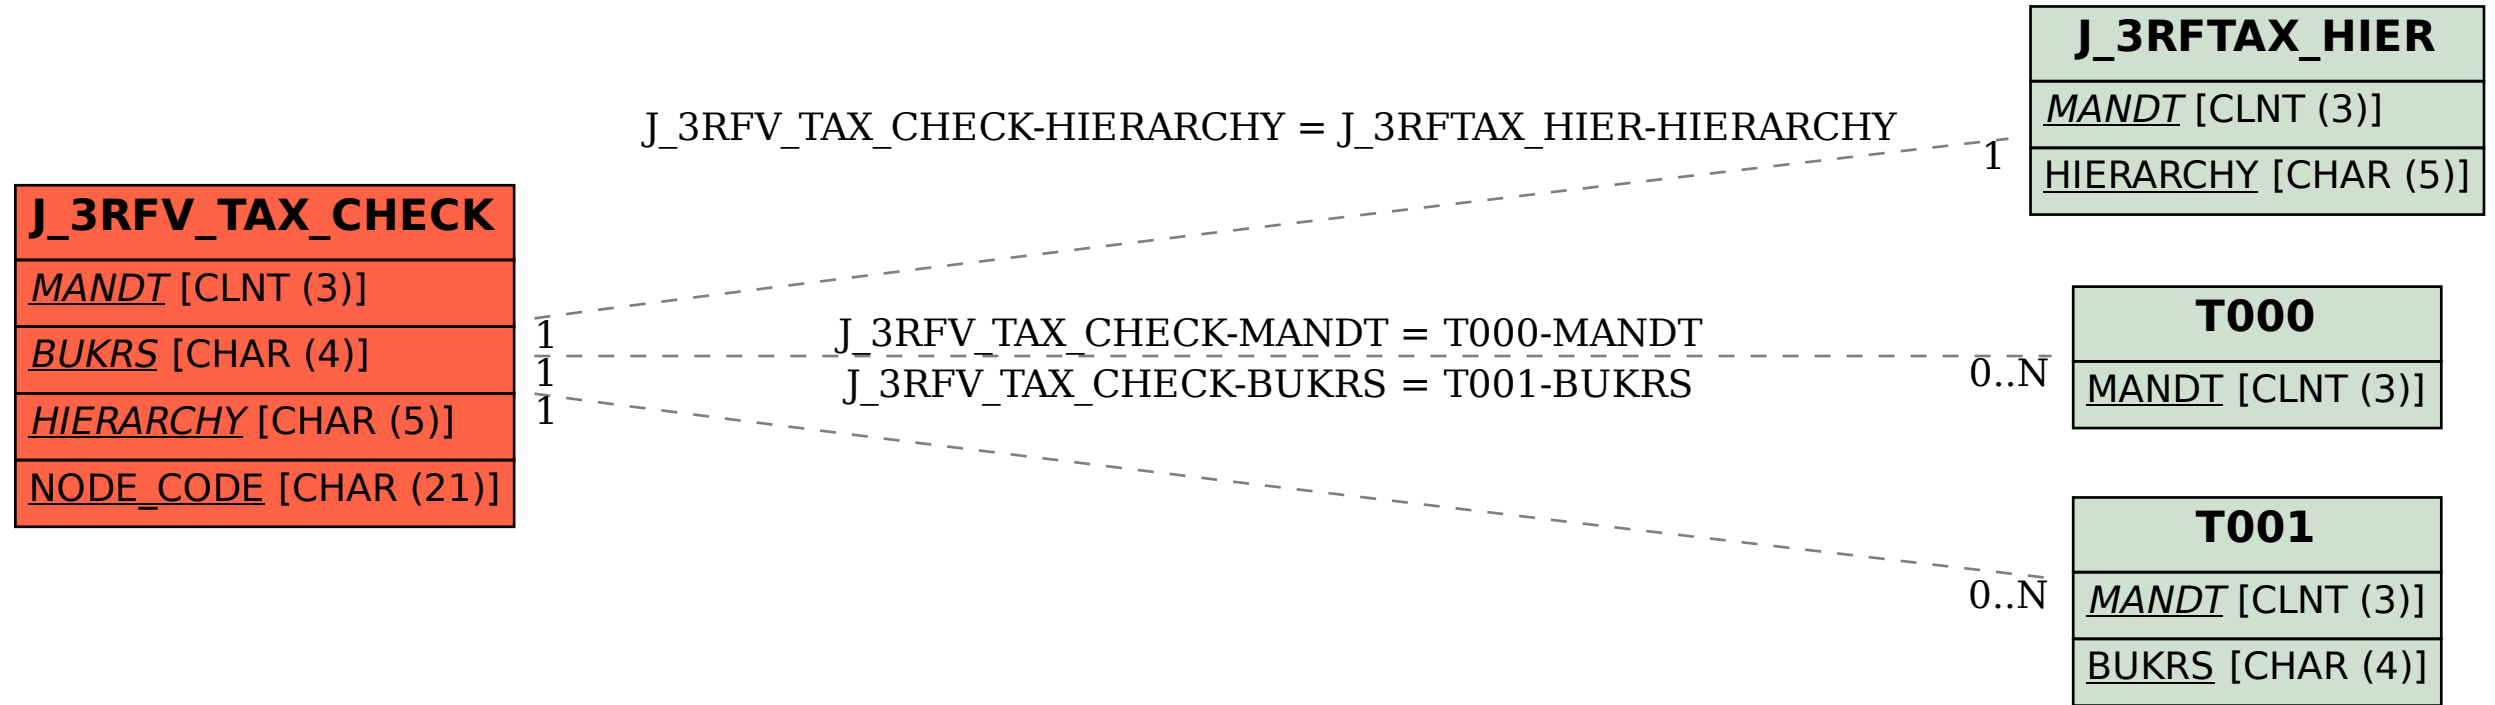 J_3RFV_TAX_CHECK
MANDT [CLNT (3)]
BUKRS [CHAR (4)]
HIERARCHY [CHAR (5)]
NODE_CODE [CHAR (21)]
J_3RFV_TAX_CHECK-HIERARCHY = J_3RFTAX_HIER-HIERARCHY
1
1
J_3RFV_TAX_CHECK-MANDT = T000-MANDT
1
0..N
J_3RFV_TAX_CHECK-BUKRS = T001-BUKRS
1
0..N
J_3RFTAX_HIER
MANDT [CLNT (3)]
HIERARCHY [CHAR (5)]
T000
MANDT [CLNT (3)]
T001
MANDT [CLNT (3)]
BUKRS [CHAR (4)]